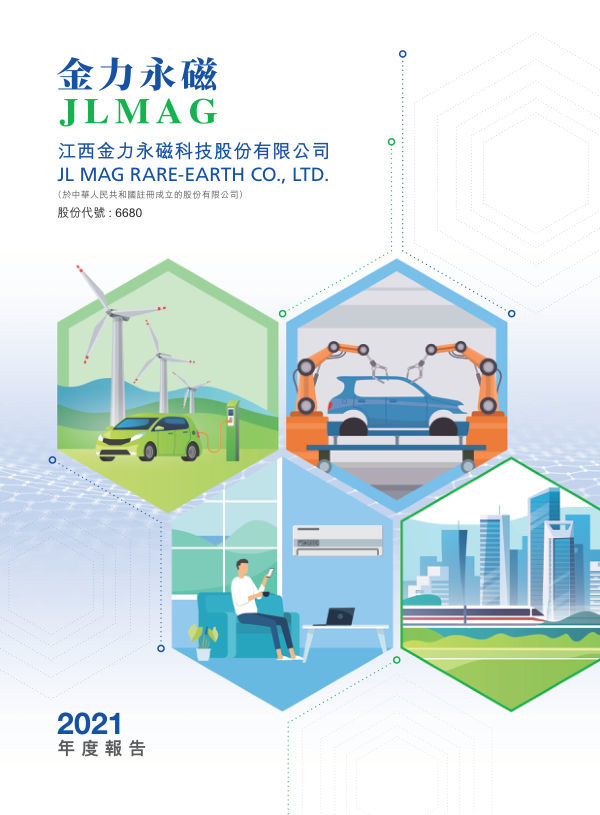 金力永磁
JLMAG
江西金力永磁科技股份有限公司
JL MAG RARE-EARTH CO., LTD.
(於中華人民共和國註冊成立的股份有限公司)
股份代號 : 6680
2021
年度報告